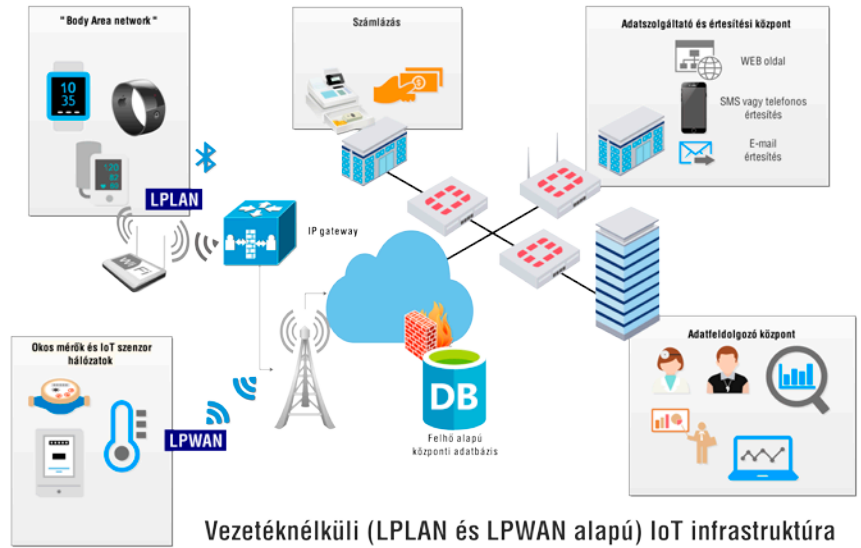 "Body Area network"
10
35
120
82
80
LPLAN
WiFi
IP gateway
Számlázás
Adatszolgáltató és értesítési központ
WEB oldal
SMS vagy telefonos
értesítés
E-mail
értesítés
Okos mérők és IoT szenzor
hálózatok
LPWAN
DB
Felhő alapú
központi adatbázis
Adatfeldolgozó központ
Vezetéknélküli (LPLAN és LPWAN alapú) IoT infrastruktúra